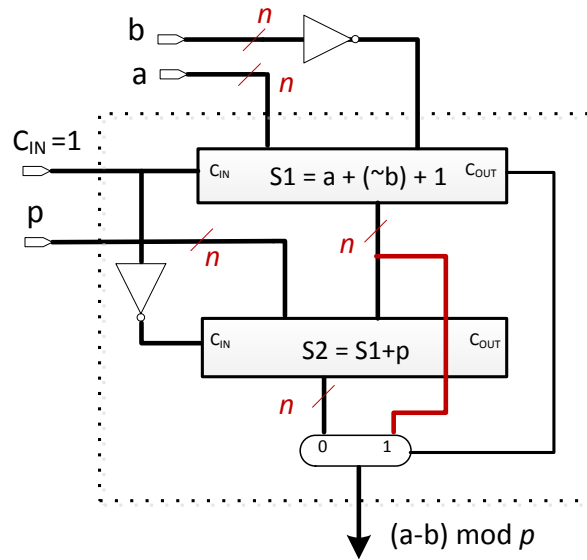 b
n
a
n
C_IN =1
C_IN
S1 = a + (~b) + 1
C_OUT
p
n
n
C_IN
S2 = S1+p
C_OUT
n
0
1
(a-b) mod p